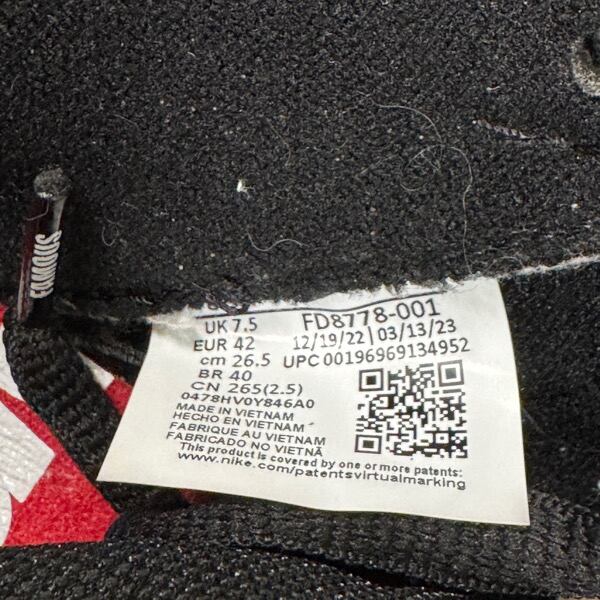 FAMOUS
UK 7.5 FD8778-001
EUR 42 12/19/22 | 03/13/23
cm 26.5 UPC 00196969134952
BR 40
CN 265(2.5)
0478HV0Y846A0
MADE IN VIETNAM
HECHO EN VIETNAM
FABRIQUE AU VIETNAM
FABRICADO NO VIETNÃ
This product is covered by one or more patents:
www.nike.com/patentsvirtualmarking